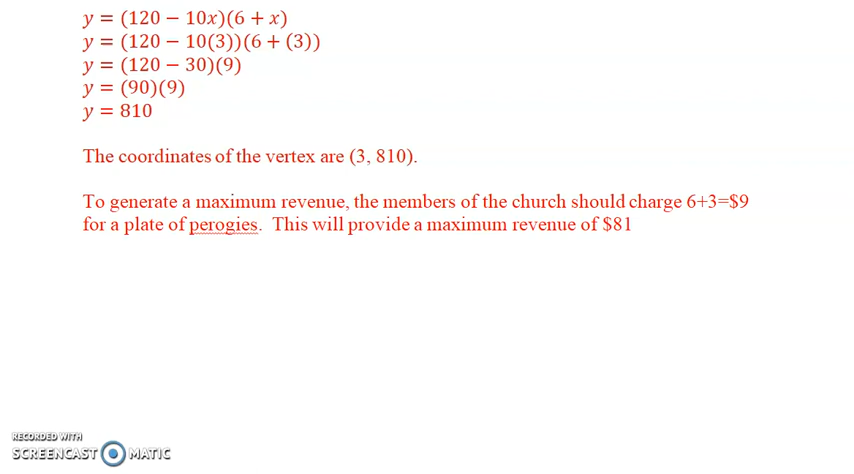 y = (120 − 10x)(6 + x)
y = (120 − 10(3))(6 + (3))
y = (120 − 30)(9)
y = (90)(9)
y = 810
The coordinates of the vertex are (3, 810).
To generate a maximum revenue, the members of the church should charge 6+3=$9
for a plate of perogies. This will provide a maximum revenue of $81
RECORDED WITH
SCREENCAST MATIC